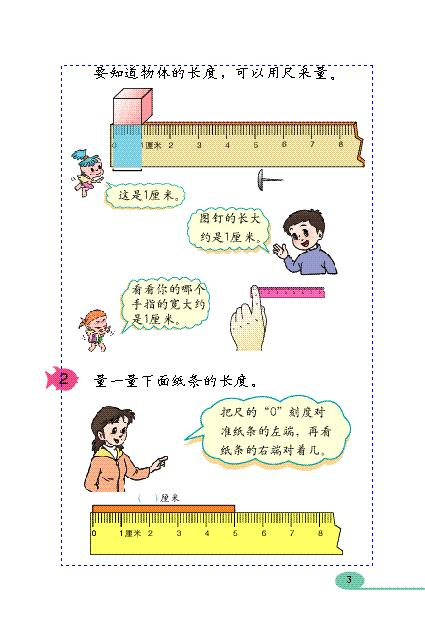 要知道物体的长度，可以用尺来量。
0 1厘米 2 3 4 5 6 7 8
这是1厘米。
图钉的长大
约是1厘米。
看看你的哪个
手指的宽大约
是1厘米。
2 量一量下面纸条的长度。
把尺的“0”刻度对
准纸条的左端，再看
纸条的右端对着几。
（ ）厘米
0 1厘米 2 3 4 5 6 7 8
3